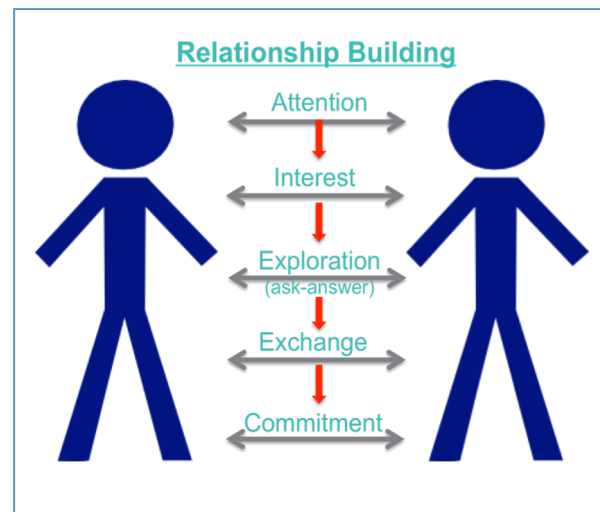 Relationship Building
Attention
Interest
Exploration
(ask-answer)
Exchange
Commitment